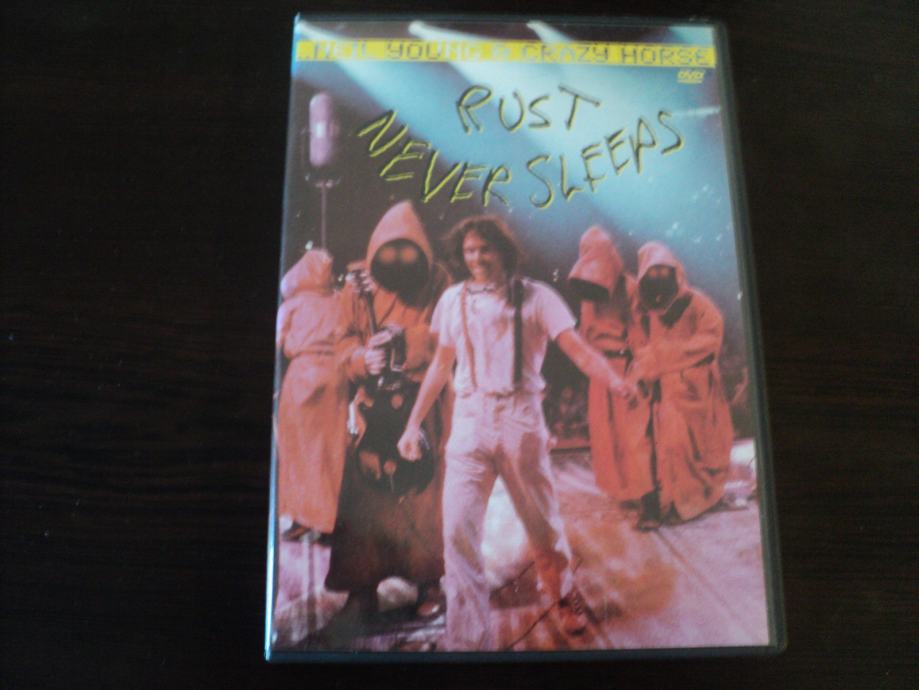 NEIL YOUNG & CRAZY HORSE
DVD
RUST
NEVER SLEEPS